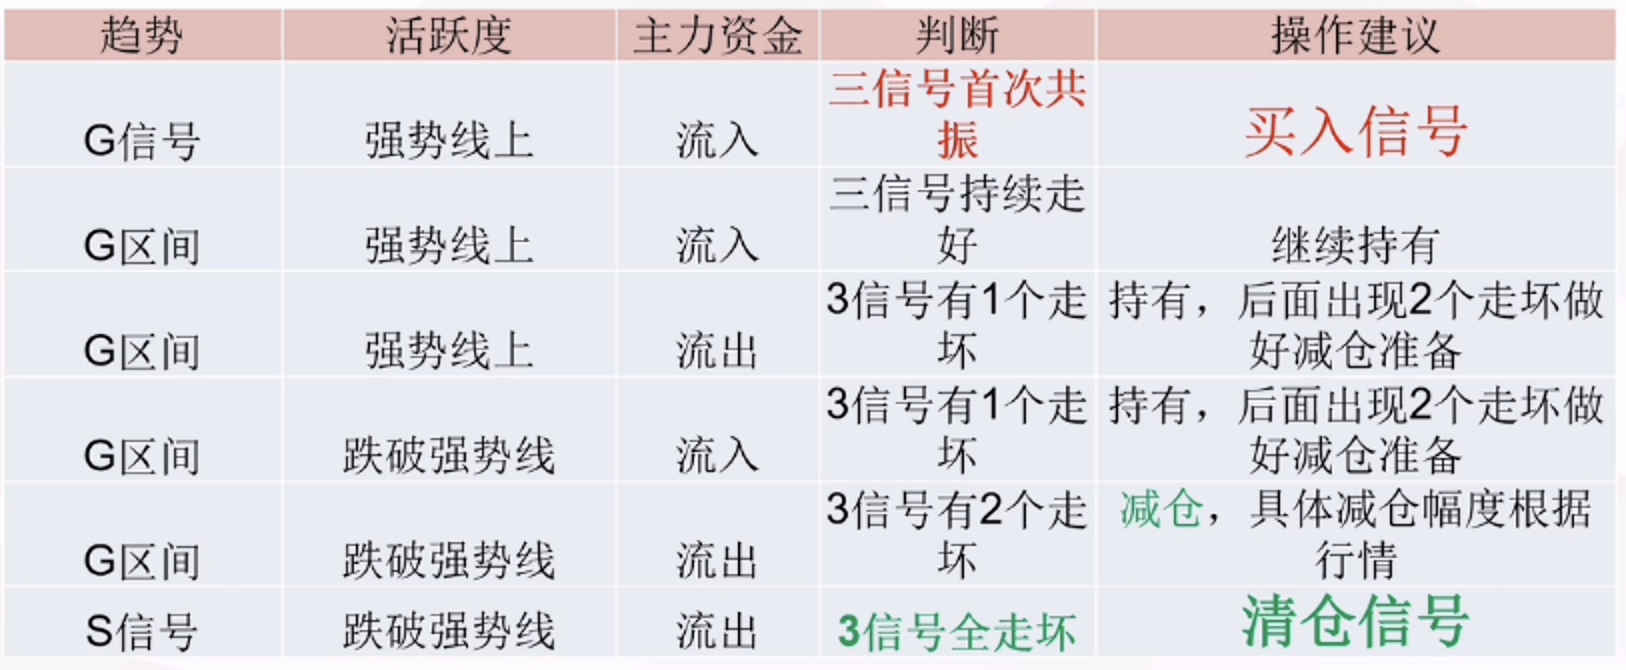 趋势 活跃度 主力资金 判断 操作建议
G信号 强势线上 流入 三信号首次共
振 买入信号
G区间 强势线上 流入 三信号持续走
好 继续持有
G区间 强势线上 流出 3信号有1个走
坏 持有，后面出现2个走坏做
好减仓准备
G区间 跌破强势线 流入 3信号有1个走
坏 持有，后面出现2个走坏做
好减仓准备
G区间 跌破强势线 流出 3信号有2个走
坏 减仓，具体减仓幅度根据
行情
S信号 跌破强势线 流出 3信号全走坏 清仓信号